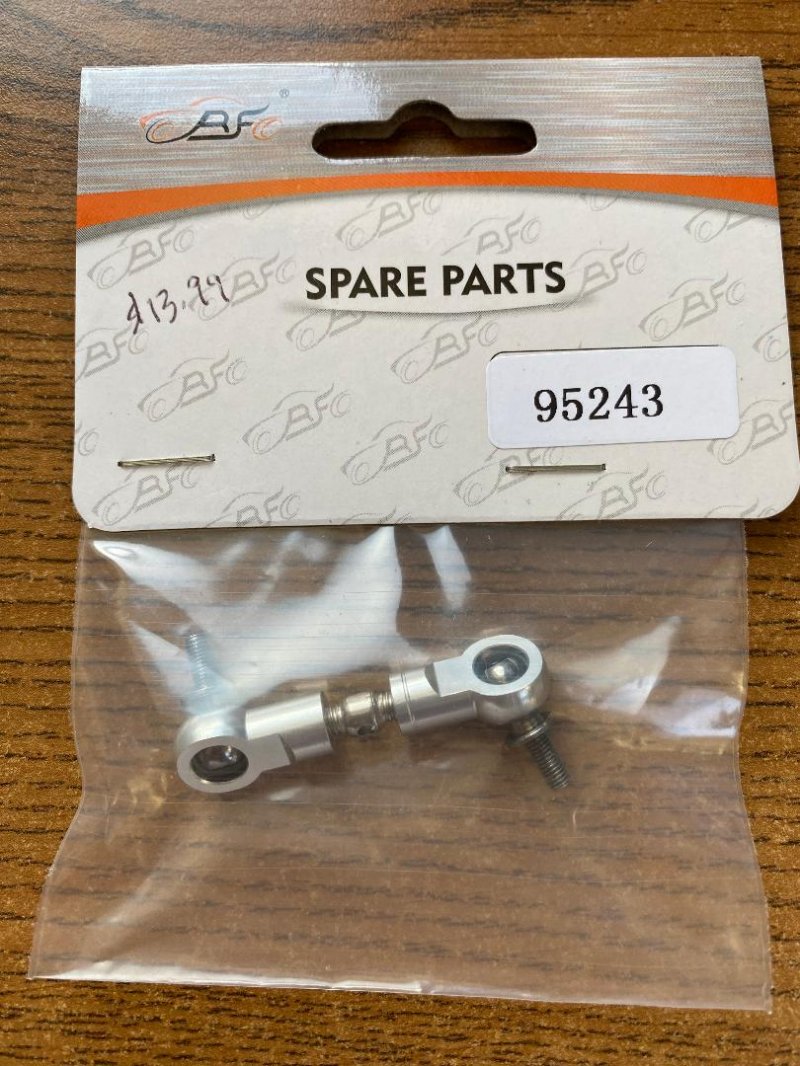 BFC ®
SPARE PARTS
$13.99
95243